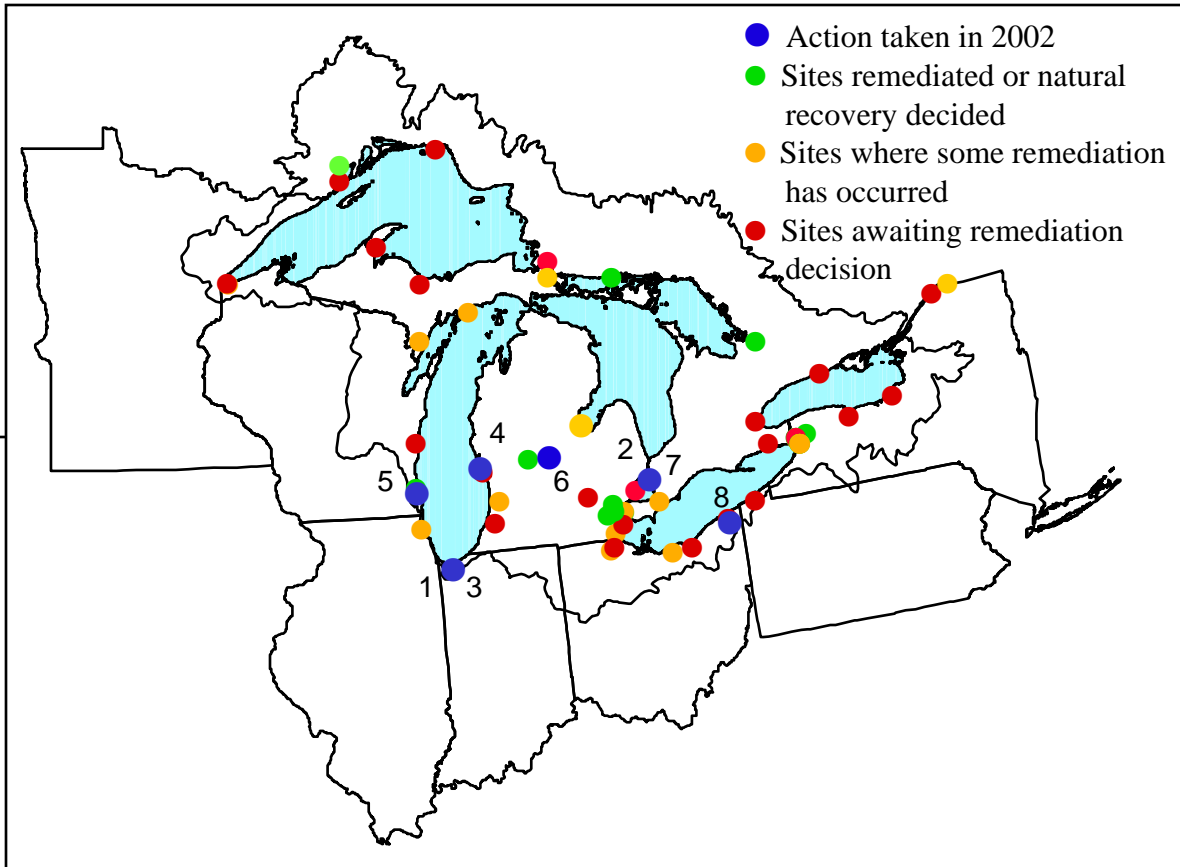 Action taken in 2002
Sites remediated or natural
recovery decided
Sites where some remediation
has occurred
Sites awaiting remediation
decision
4
2
7
5
6
8
1
3